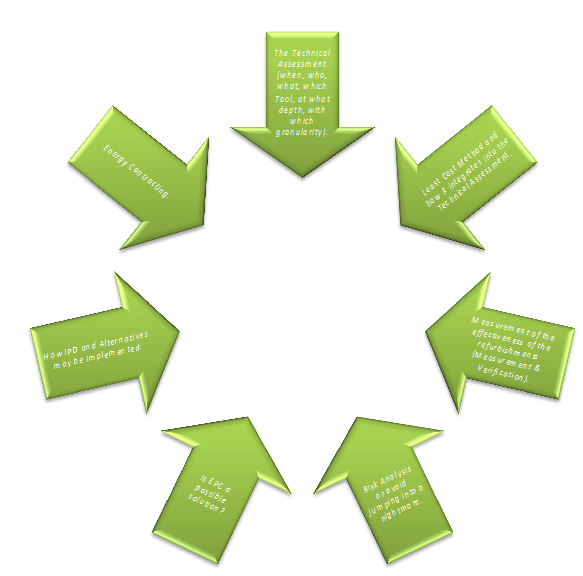 The Technical
Assessment
(when, who,
what, which
Tool, at what
depth, with
which
granularity).
Least Cost Method and
how it integrates into the
Technical Assessment
Measurement of the
effectiveness of the
refurbishments
(Measurement &
Verification).
Risk Analysis
or avoid
jumping into a
nightmare.
Is EPC a
possible
solution?
How IPD and Alternatives
may be implemented.
Energy Contracting